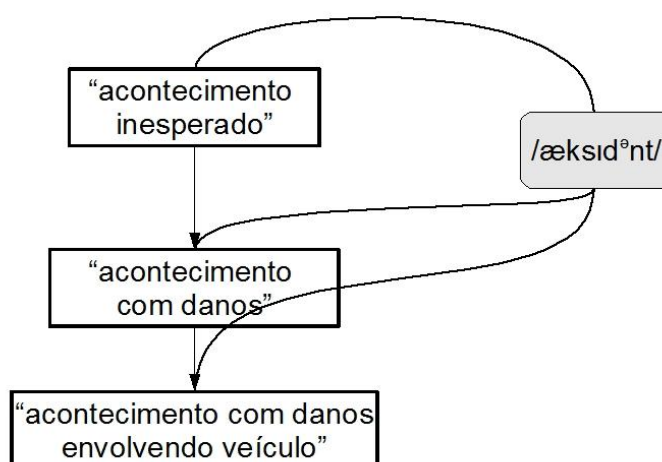 “acontecimento
inesperado”
/æksɪdᵊnt/
“acontecimento
com danos”
“acontecimento com danos
envolvendo veículo”